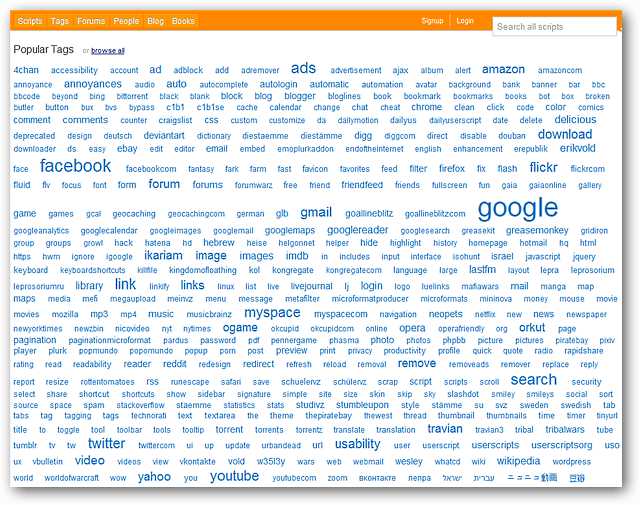 Scripts Tags Forums People Blog Books Signup Login Search all scripts
Popular Tags or browse all
4chan accessibility account ad adblock add adremover ads advertisement ajax album alert amazon amazoncom
annoyance annoyances audio auto autocomplete autologin automatic automation avatar background bank banner bar bbc
bbcode beyond bing bittorrent black blank block blog blogger bloglines book bookmark bookmarks books bot box broken
butler button bux bvs bypass c1b1 c1b1se cache calendar change chat cheat chrome clean click code color comics
comment comments counter craigslist css custom customize da dailymotion dailyus dailyuserscript date delete delicious
deprecated design deutsch deviantart dictionary diestaemme diestämme digg diggcom direct disable douban download
downloader ds easy ebay edit editor email embed emoplurkaddon endoftheinternet english enhancement erepublik erikvold
face facebook facebookcom fantasy fark farm fast favicon favorites feed filter firefox fix flash flickr flickrcom
fluid flv focus font form forum forums forumwarz free friend friendfeed friends fullscreen fun gaia gaiaonline gallery
game games gcal geocaching geocachingcom german glb gmail goallineblitz goallineblitzcom google
googleanalytics googlecalendar googleimages googlemail googlemaps googlereader googlesearch greasekit greasemonkey gridiron
group groups growl hack hatena hd hebrew heise helgonnet helper hide highlight history homepage hotmail hq html
https hwm ignore igoogle ikariam image images imdb in includes input interface isohunt israel javascript jquery
keyboard keyboardshortcuts killfile kingdomofloathing kol kongregate kongregatecom language large lastfm layout lepra leprosorium
leprosoriumru library link linkify links linux list live livejournal lj login logo luelinks mafiawars mail manga map
maps media mefi megaupload meinvz menu message metafilter microformatproducer microformats mininova money mouse movie
movies mozilla mp3 mp4 music musicbrainz myspace myspacecom navigation neopets netflix new news newspaper
newyorktimes newzbin nicovideo nyt nytimes ogame okcupid okcupidcom online opera operafriendly org orkut page
pagination paginationmicroformat pardus password pdf pennergame phasma photo photos phpbb picture pictures piratebay pixiv
player plurk popmundo popomundo popup porn post preview print privacy productivity profile quick quote radio rapidshare
rating read readability reader reddit redesign redirect refresh reload removal remove removeads remover replace reply
report resize rottentomatoes rss runescape safari save schuelervz schülervz scrap script scripts scroll search security
select share shortcut shortcuts show sidebar signature simple site size skin skip sky slashdot smiley smileys social sort
source space spam stackoverflow staemme statistics stats studivz stumbleupon style stämme su svz sweden swedish tab
tabs tag tagging tags technorati text textarea the theme thepiratebay thewest thread thumbnail thumbnails time timer tinyurl
title to toggle tool toolbar tools tooltip torrent torrents torrentz translate translation travian travian3 tribal tribalwars tube
tumblr tv tw twitter twittercom ui up update urbandead url usability user userscript userscripts userscriptsorg uso
ux vbulletin video videos view vkontakte vold w35l3y wars web webmail wesley whatcd wiki wikipedia wordpress
world worldofwarcraft wow yahoo you youtube youtubecom zoom вконтакте лепра ישראל עברית ニコニコ動画